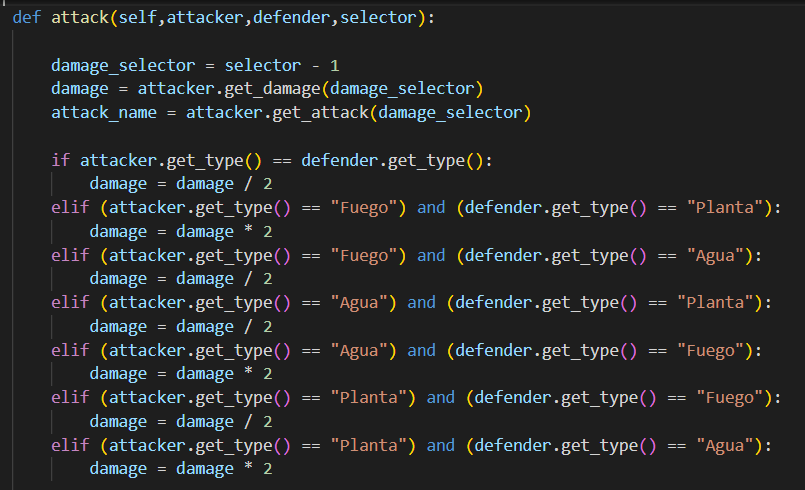 def attack(self,attacker,defender,selector):
damage_selector = selector - 1
damage = attacker.get_damage(damage_selector)
attack_name = attacker.get_attack(damage_selector)
if attacker.get_type() == defender.get_type():
damage = damage / 2
elif (attacker.get_type() == "Fuego") and (defender.get_type() == "Planta"):
damage = damage * 2
elif (attacker.get_type() == "Fuego") and (defender.get_type() == "Agua"):
damage = damage / 2
elif (attacker.get_type() == "Agua") and (defender.get_type() == "Planta"):
damage = damage / 2
elif (attacker.get_type() == "Agua") and (defender.get_type() == "Fuego"):
damage = damage * 2
elif (attacker.get_type() == "Planta") and (defender.get_type() == "Fuego"):
damage = damage / 2
elif (attacker.get_type() == "Planta") and (defender.get_type() == "Agua"):
damage = damage * 2